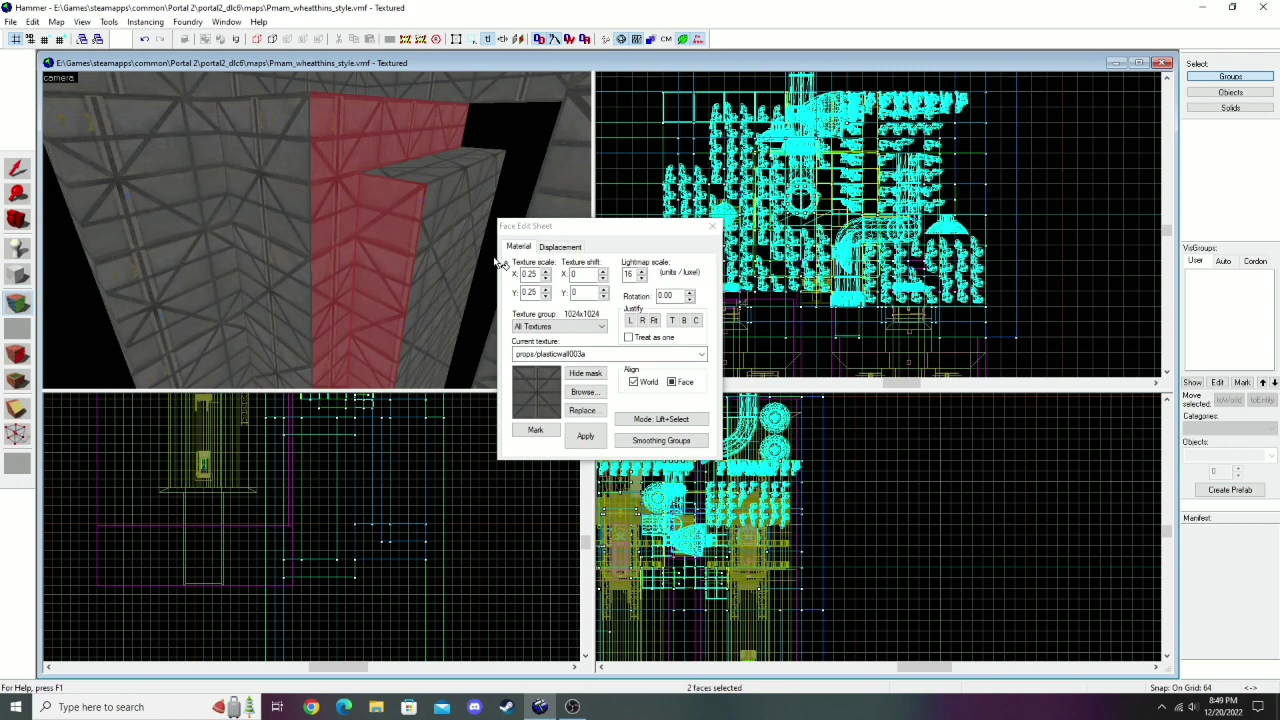 Hammer - E:\Games\steamapps\common\Portal 2\portal2_dlc6\maps\Pmam_wheatthins_style.vmf - Textured
File Edit Map View Tools Instancing Foundry Window Help
E:\Games\steamapps\common\Portal 2\portal2_dlc6\maps\Pmam_wheatthins_style.vmf - Textured
camera
Face Edit Sheet
Material Displacement
Texture scale: Texture shift: Lightmap scale:
X: 0.25 X: 0 16 (units / luxel)
Y: 0.25 Y: 0 Rotation: 0.00
Justify
Texture group: 1024x1024 L R Fit T B C
All Textures Treat as one
Current texture:
props/plasticwall003a
Hide mask Align
World Face
Browse...
Replace...
Mode: Lift+Select
Mark Apply Smoothing Groups
Select:
Groups
Objects
Solids
VisGroups:
User Auto Cordon
Show Edit Mark
Move selected: toWorld toEntity
Categories:
Objects:
0
Create Prefab
Manifest:
For Help, press F1 2 faces selected Snap: On Grid: 64 <->
Type here to search
8:49 PM
12/20/2022